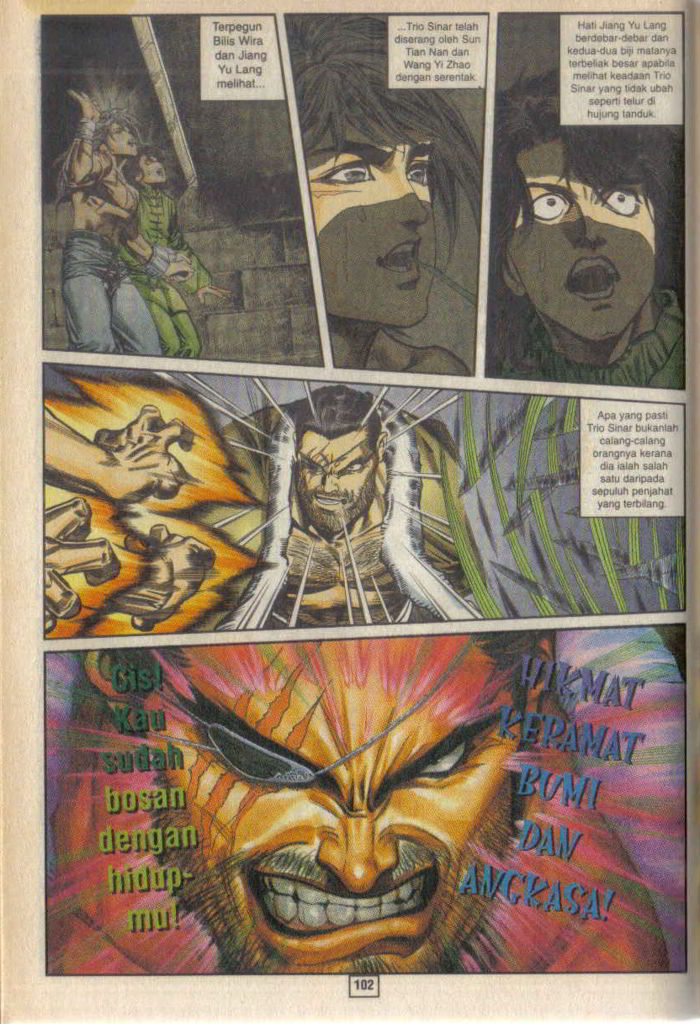 Terpegun
Bilis Wira
dan Jiang
Yu Lang
melihat...
...Trio Sinar telah
diserang oleh Sun
Tian Nan dan
Wang Yi Zhao
dengan serentak.
Hati Jiang Yu Lang
berdebar-debar dan
kedua-dua biji matanya
terbeliak besar apabila
melihat keadaan Trio
Sinar yang tidak ubah
seperti telur di
hujung tanduk.
Apa yang pasti
Trio Sinar bukanlah
calang-calang
orangnya kerana
dia ialah salah
satu daripada
sepuluh penjahat
yang terbilang.
Cis!
Kau
sudah
bosan
dengan
hidup-
mu!
HIKMAT
KERAMAT
BUMI
DAN
ANGKASA!
102